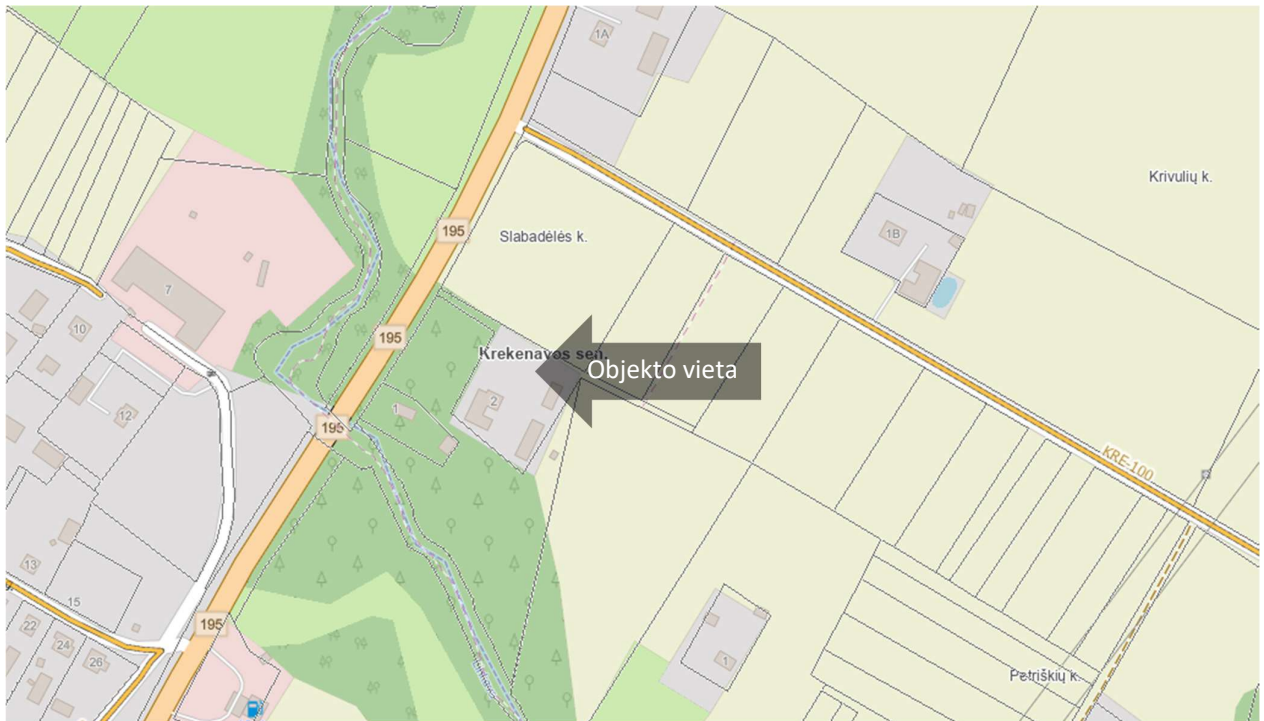 1A
Krivulių k.
195
Slabadėlės k.
1B
7
10
195
Krekenavos sen.
Objekto vieta
2
1
12
195
KRE-100
13
15
195
22
24
26
1
Petriškių k.